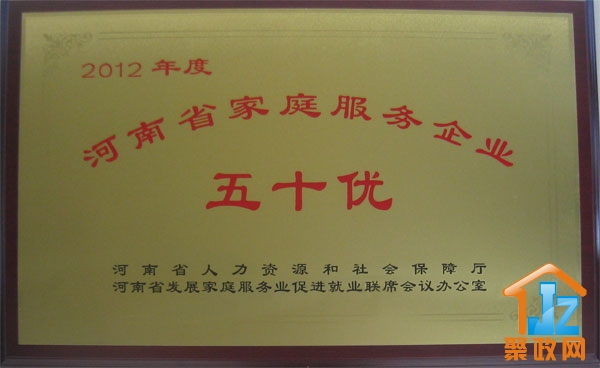 2012年度
河南省家庭服务企业
五十优
河南省人力资源和社会保障厅
河南省发展家庭服务业促进就业联席会议办公室
JZ
聚政网